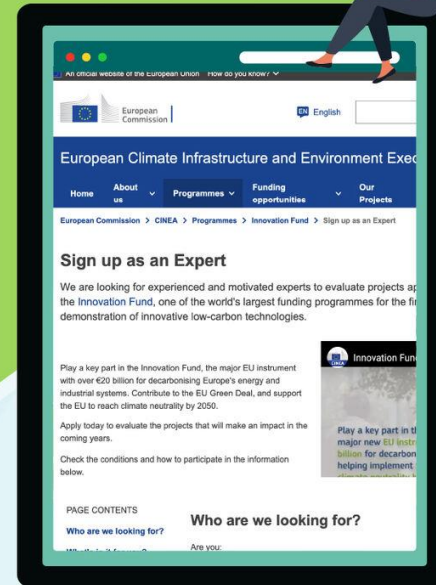 An official website of the European Union How do you know?
European
Commission
EN English
European Climate Infrastructure and Environment Exec
Home
About
us
Programmes
Funding
opportunities
Our
Projects
European Commission > CINEA > Programmes > Innovation Fund > Sign up as an Expert
Sign up as an Expert
We are looking for experienced and motivated experts to evaluate projects ap
the Innovation Fund, one of the world's largest funding programmes for the fi
demonstration of innovative low-carbon technologies.
Innovation Fun
Play a key part in the Innovation Fund, the major EU instrument
with over €20 billion for decarbonising Europe's energy and
industrial systems. Contribute to the EU Green Deal, and support
the EU to reach climate neutrality by 2050.
Apply today to evaluate the projects that will make an impact in the
coming years.
Check the conditions and how to participate in the information
below.
Play a key part in th
major new EU instr
billion for decarbon
helping implement
climate neutrality b
PAGE CONTENTS
Who are we looking for?
What's in it for you?
Who are we looking for?
Are you: